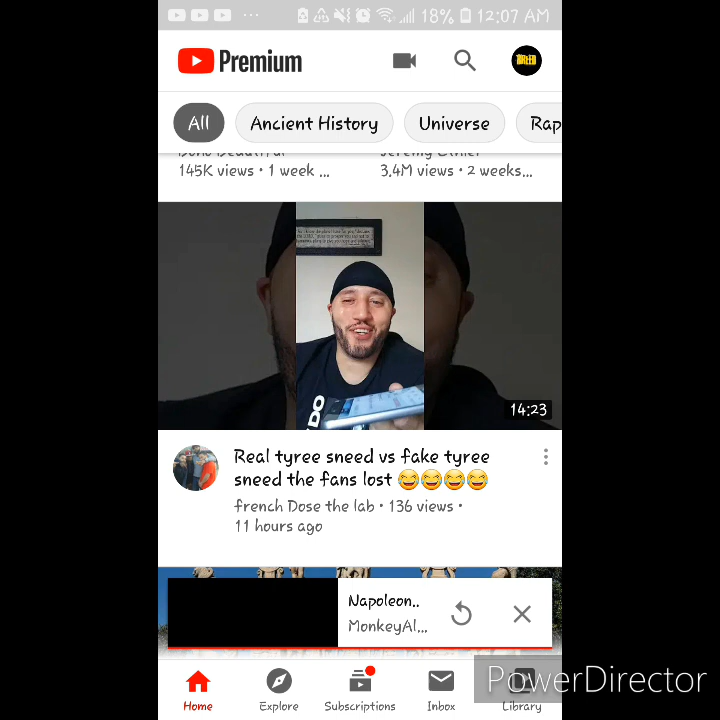 18% 12:07 AM
Premium
All
Ancient History
Universe
Rap
145K views • 1 week ...
3.4M views • 2 weeks...
14:23
Real tyree sneed vs fake tyree
sneed the fans lost 😂😂😂😂
french Dose the lab • 136 views •
11 hours ago
Napoleon..
MonkeyAl...
Home
Explore
Subscriptions
Inbox
Library
PowerDirector